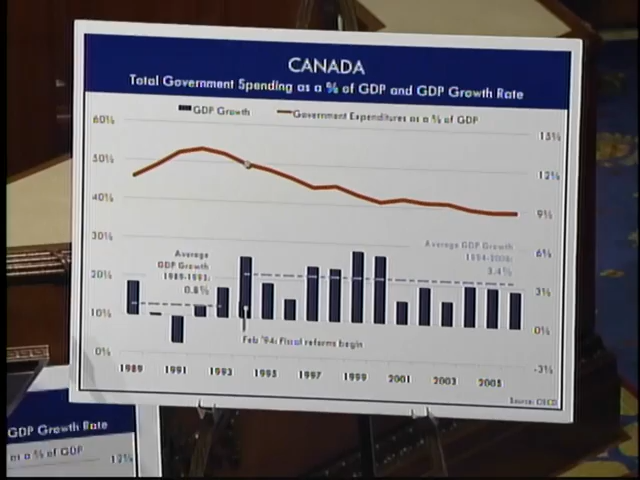 CANADA
Total Government Spending as a % of GDP and GDP Growth Rate
GDP Growth
Government Expenditures as a % of GDP
60%
50%
40%
30%
20%
10%
0%
15%
12%
9%
6%
3%
0%
-3%
Average
GDP Growth
1989-1993:
0.8%
Average GDP Growth
1994-2006:
3.4%
Feb '94: Fiscal reforms begin
1989 1991 1993 1995 1997 1999 2001 2003 2005
Source: OECD
GDP Growth Rate
as a % of GDP
12%